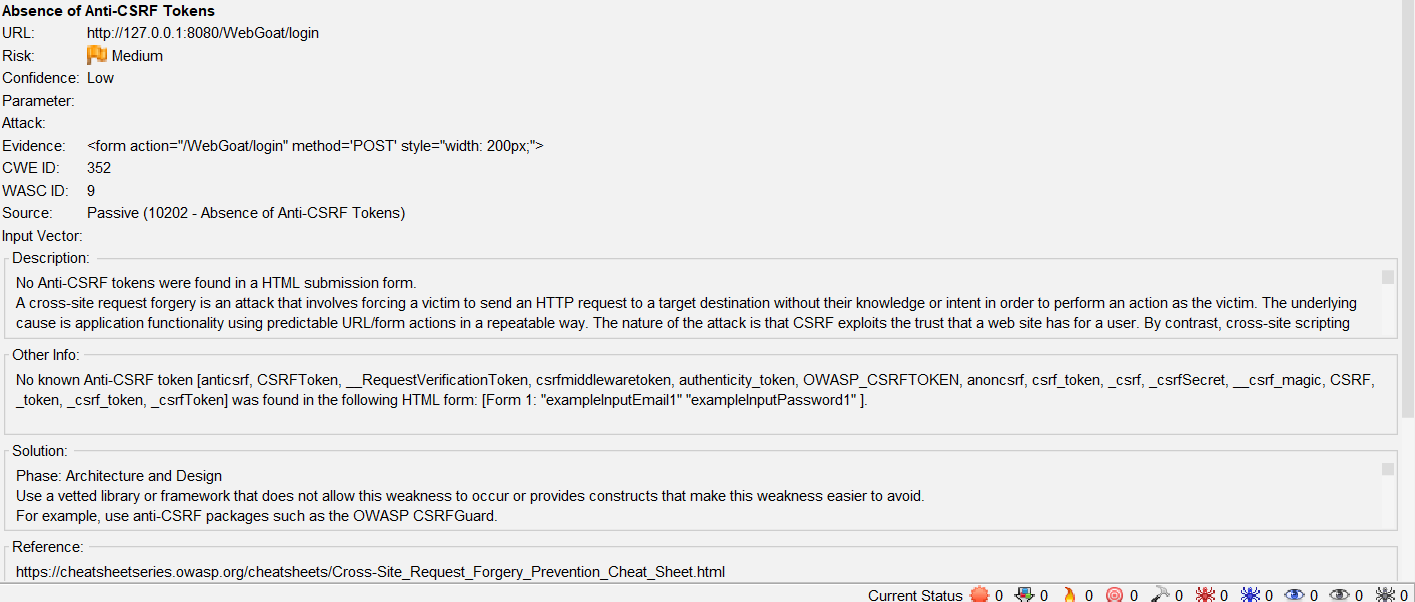 Absence of Anti-CSRF Tokens
URL: http://127.0.0.1:8080/WebGoat/login
Risk: Medium
Confidence: Low
Parameter:
Attack:
Evidence: <form action="/WebGoat/login" method='POST' style="width: 200px;">
CWE ID: 352
WASC ID: 9
Source: Passive (10202 - Absence of Anti-CSRF Tokens)
Input Vector:
Description:
No Anti-CSRF tokens were found in a HTML submission form.
A cross-site request forgery is an attack that involves forcing a victim to send an HTTP request to a target destination without their knowledge or intent in order to perform an action as the victim. The underlying
cause is application functionality using predictable URL/form actions in a repeatable way. The nature of the attack is that CSRF exploits the trust that a web site has for a user. By contrast, cross-site scripting
Other Info:
No known Anti-CSRF token [anticsrf, CSRFToken, __RequestVerificationToken, csrfmiddlewaretoken, authenticity_token, OWASP_CSRFTOKEN, anoncsrf, csrf_token, _csrf, _csrfSecret, __csrf_magic, CSRF,
_token, _csrf_token, _csrfToken] was found in the following HTML form: [Form 1: "exampleInputEmail1" "exampleInputPassword1" ].
Solution:
Phase: Architecture and Design
Use a vetted library or framework that does not allow this weakness to occur or provides constructs that make this weakness easier to avoid.
For example, use anti-CSRF packages such as the OWASP CSRFGuard.
Reference:
https://cheatsheetseries.owasp.org/cheatsheets/Cross-Site_Request_Forgery_Prevention_Cheat_Sheet.html
Current Status 0 0 0 0 0 0 0 0 0 0